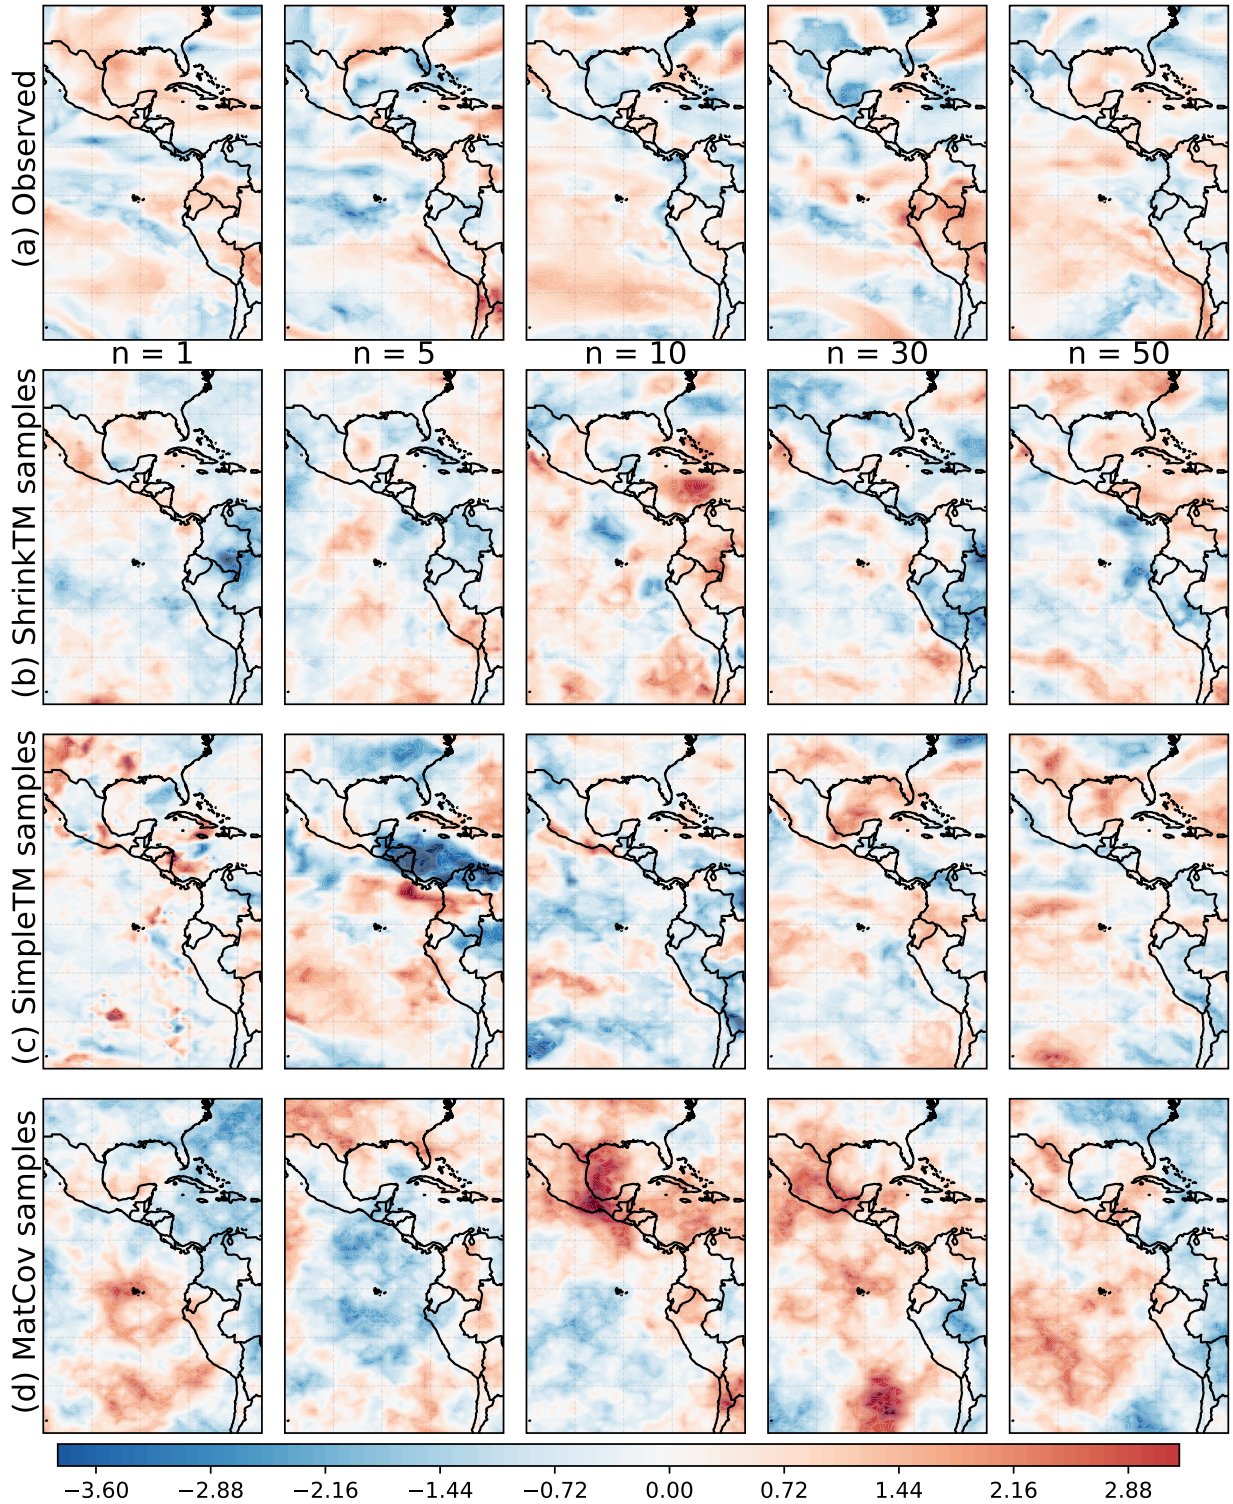 (a) Observed
n = 1 n = 5 n = 10 n = 30 n = 50
(b) ShrinkTM samples
(c) SimpleTM samples
(d) MatCov samples
−3.60 −2.88 −2.16 −1.44 −0.72 0.00 0.72 1.44 2.16 2.88